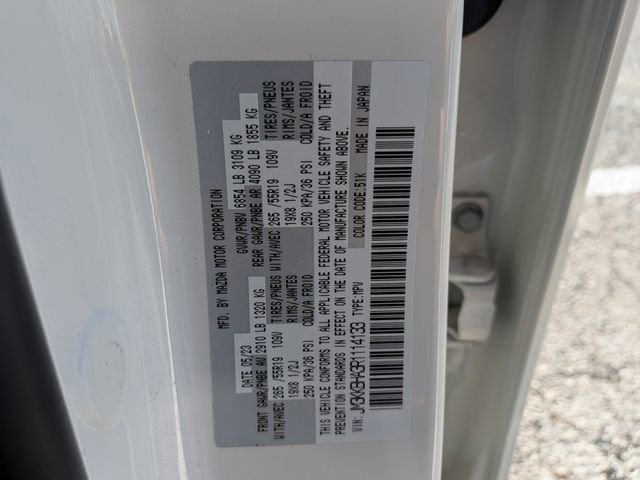 MFD. BY MAZDA MOTOR CORPORATION
DATE 05/23 GVWR/PNBV 6854 LB 3109 KG
FRONT GAWR/PNBE AV 2910 LB 1320 KG REAR GAWR/PNBE AR 4090 LB 1855 KG
WITH/AVEC 265 /55R19 109V TIRES/PNEUS WITH/AVEC 265 /55R19 109V TIRES/PNEUS
19X8 1/2J RIMS/JANTES 19X8 1/2J RIMS/JANTES
250 KPA/36 PSI COLD/A FROID 250 KPA/36 PSI COLD/A FROID
THIS VEHICLE CONFORMS TO ALL APPLICABLE FEDERAL MOTOR VEHICLE SAFETY AND THEFT
PREVENTION STANDARDS IN EFFECT ON THE DATE OF MANUFACTURE SHOWN ABOVE.
COLOR CODE:51K MADE IN JAPAN
VIN: JM3KKBHA3R1114133 TYPE:MPV